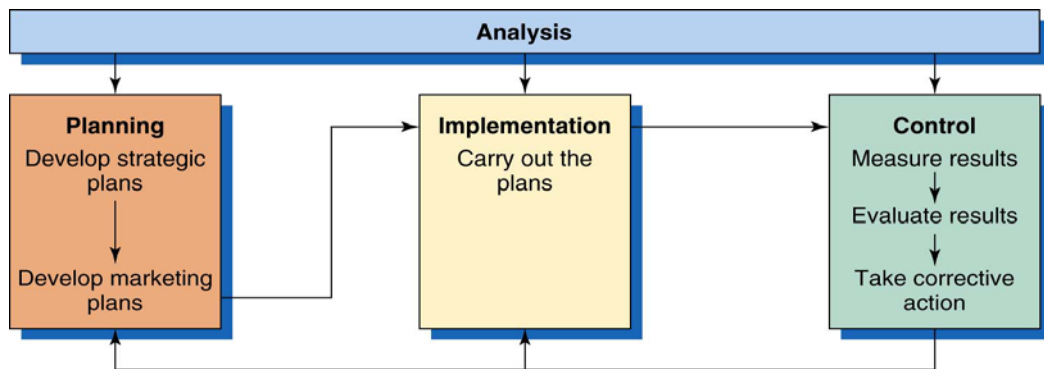 Analysis
Planning
Develop strategic
plans
Develop marketing
plans
Implementation
Carry out the
plans
Control
Measure results
Evaluate results
Take corrective
action